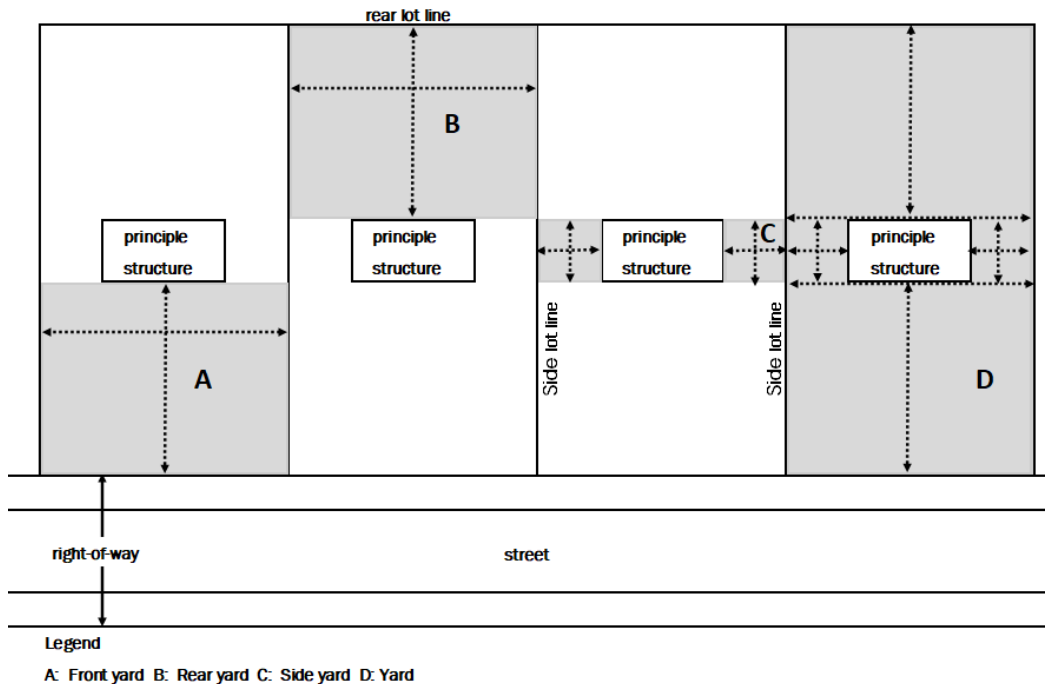 rear lot line
B
principle
structure
principle
structure
principle
structure
C
principle
structure
Side lot line
Side lot line
A
D
right-of-way
street
Legend
A: Front yard B: Rear yard C: Side yard D: Yard